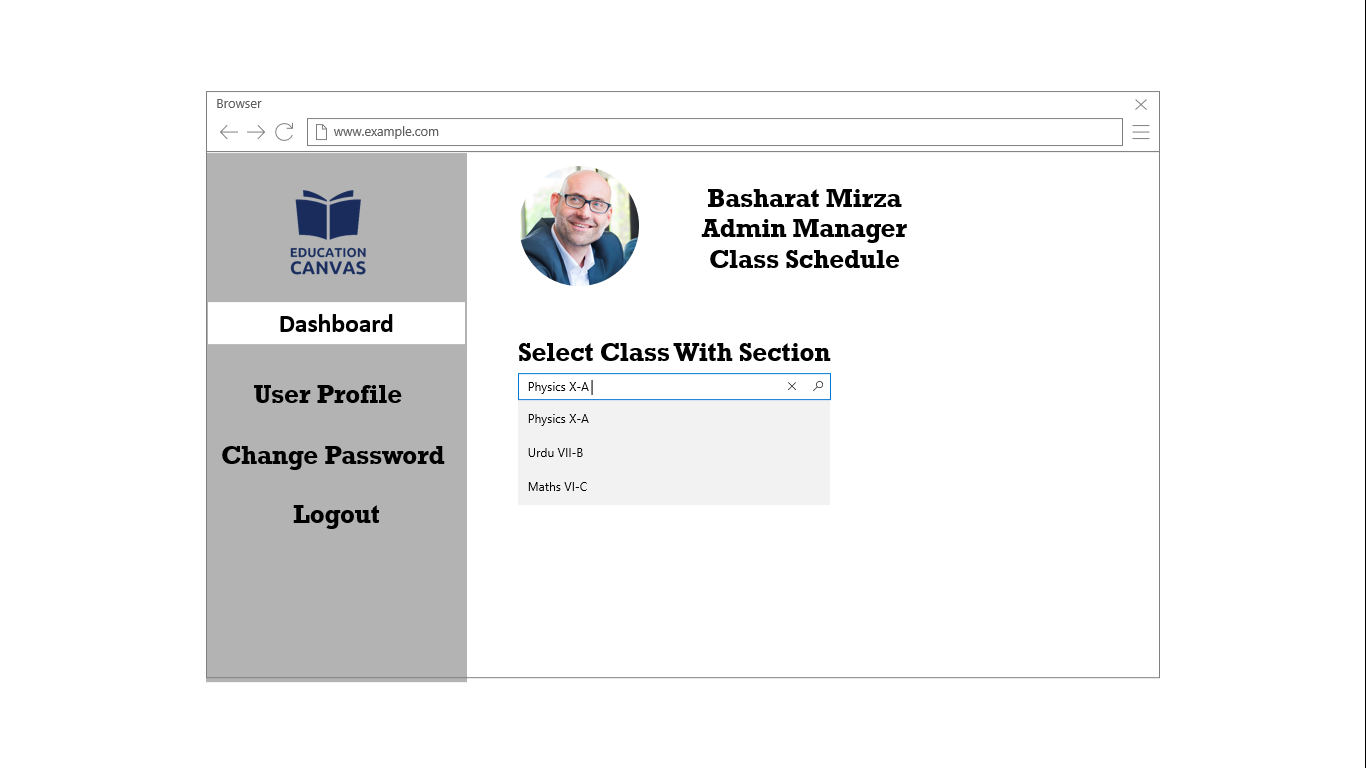 Browser
www.example.com
EDUCATION
CANVAS
Dashboard
User Profile
Change Password
Logout
Basharat Mirza
Admin Manager
Class Schedule
Select Class With Section
Physics X-A
Physics X-A
Urdu VII-B
Maths VI-C